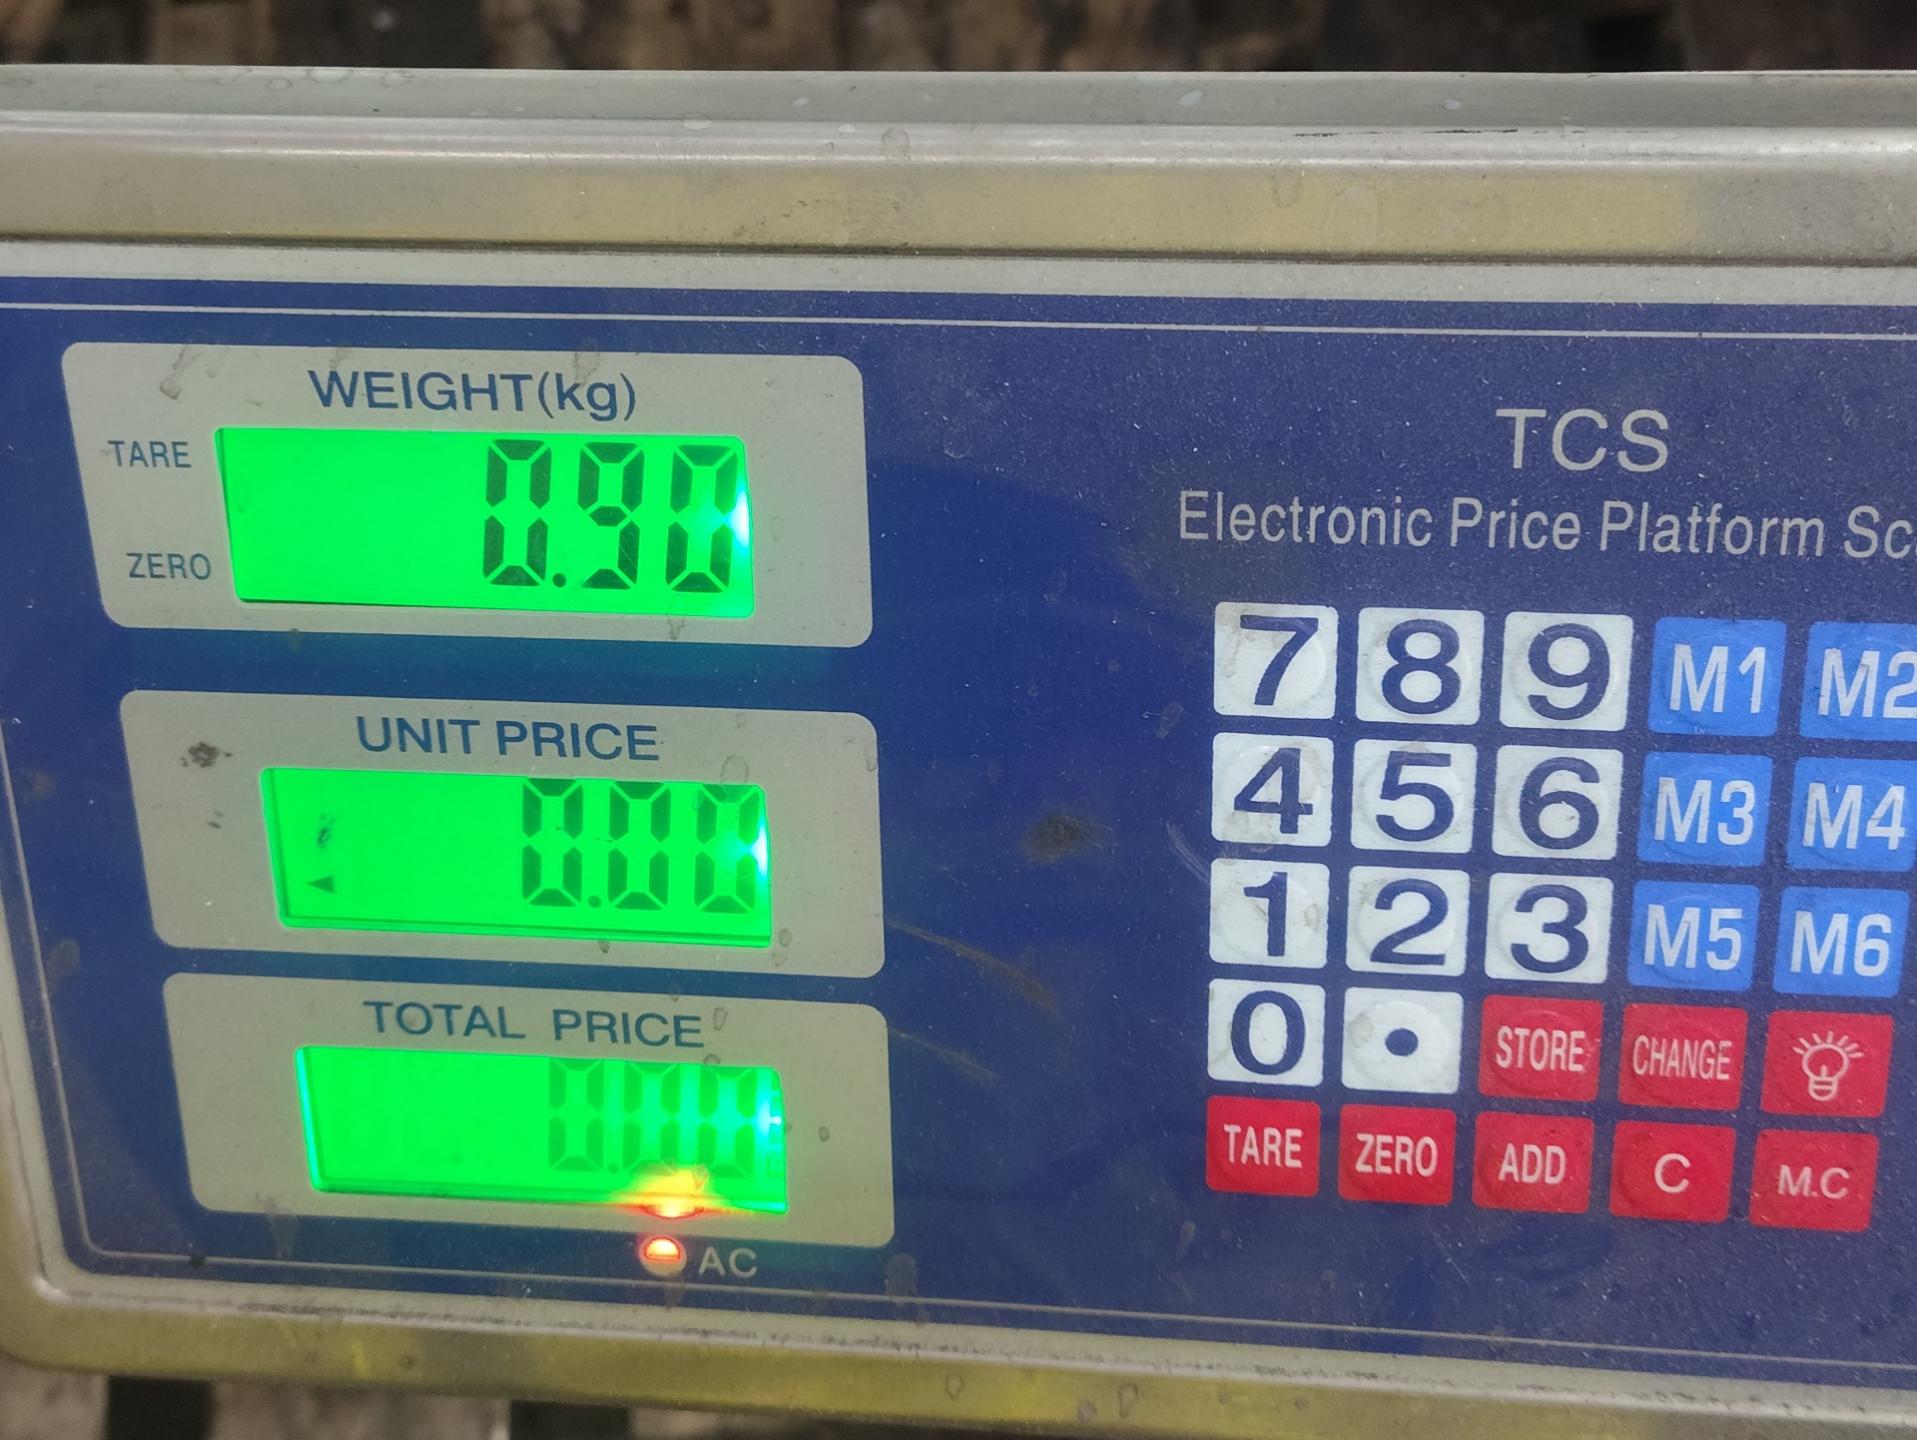 WEIGHT(kg)
TARE
0.90
ZERO
UNIT PRICE
0.00
TOTAL PRICE
0.00
AC
TCS
Electronic Price Platform Sc
7 8 9 M1 M2
4 5 6 M3 M4
1 2 3 M5 M6
0 . STORE CHANGE
TARE ZERO ADD C M.C